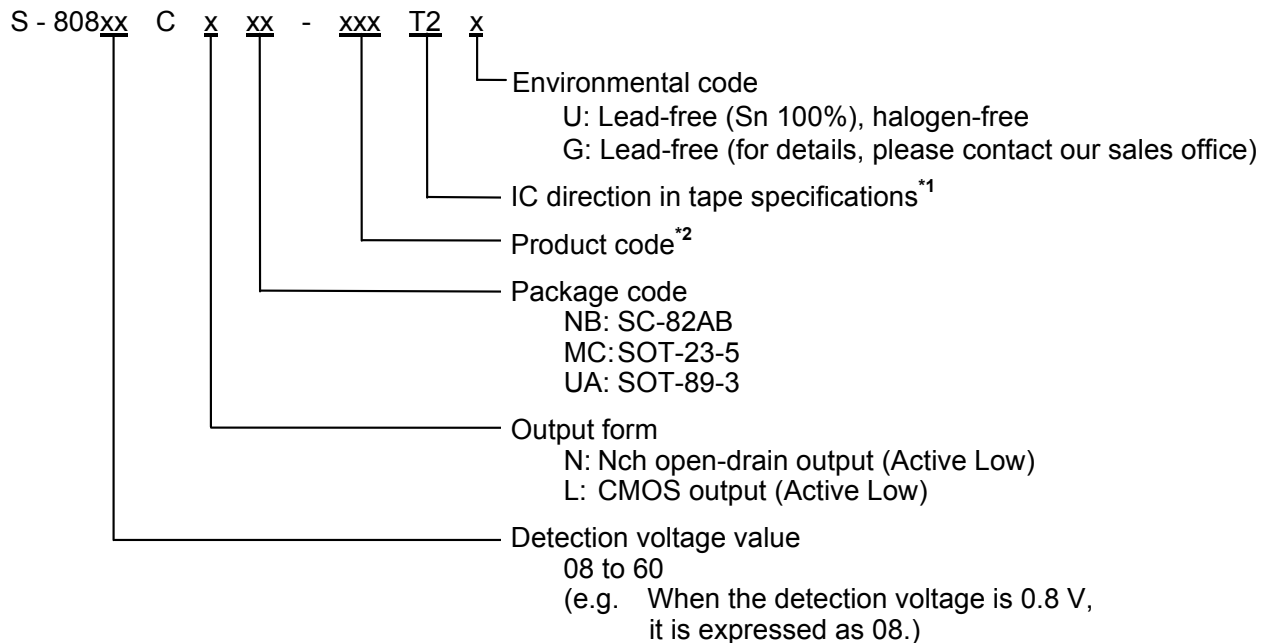 S - 808xx C x xx - xxx T2 x
Environmental code
U: Lead-free (Sn 100%), halogen-free
G: Lead-free (for details, please contact our sales office)
IC direction in tape specifications*1
Product code*2
Package code
NB: SC-82AB
MC: SOT-23-5
UA: SOT-89-3
Output form
N: Nch open-drain output (Active Low)
L: CMOS output (Active Low)
Detection voltage value
08 to 60
(e.g. When the detection voltage is 0.8 V,
it is expressed as 08.)